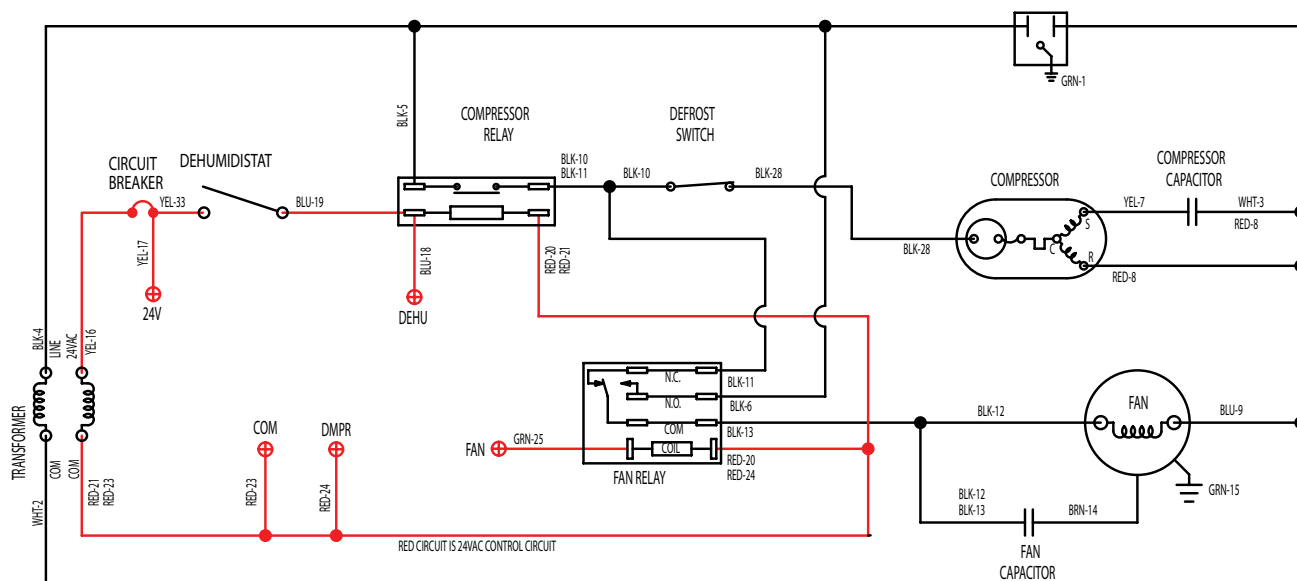 GRN-1
BLK-5
COMPRESSOR
RELAY
DEFROST
SWITCH
CIRCUIT
BREAKER
DEHUMIDISTAT
BLK-10
BLK-11
BLK-10
BLK-28
COMPRESSOR
COMPRESSOR
CAPACITOR
YEL-33
BLU-19
YEL-7
WHT-3
RED-8
S
C
R
BLK-28
RED-8
YEL-17
BLU-18
RED-20
RED-21
24V
DEHU
BLK-4
LINE
24VAC
YEL-16
TRANSFORMER
N.C.
BLK-11
N.O.
BLK-6
COM
BLK-13
COIL
FAN
GRN-25
RED-20
RED-24
FAN RELAY
BLK-12
FAN
BLU-9
GRN-15
COM
DMPR
WHT-2
COM
COM
RED-21
RED-23
RED-23
RED-24
BLK-12
BLK-13
BRN-14
FAN
CAPACITOR
RED CIRCUIT IS 24VAC CONTROL CIRCUIT